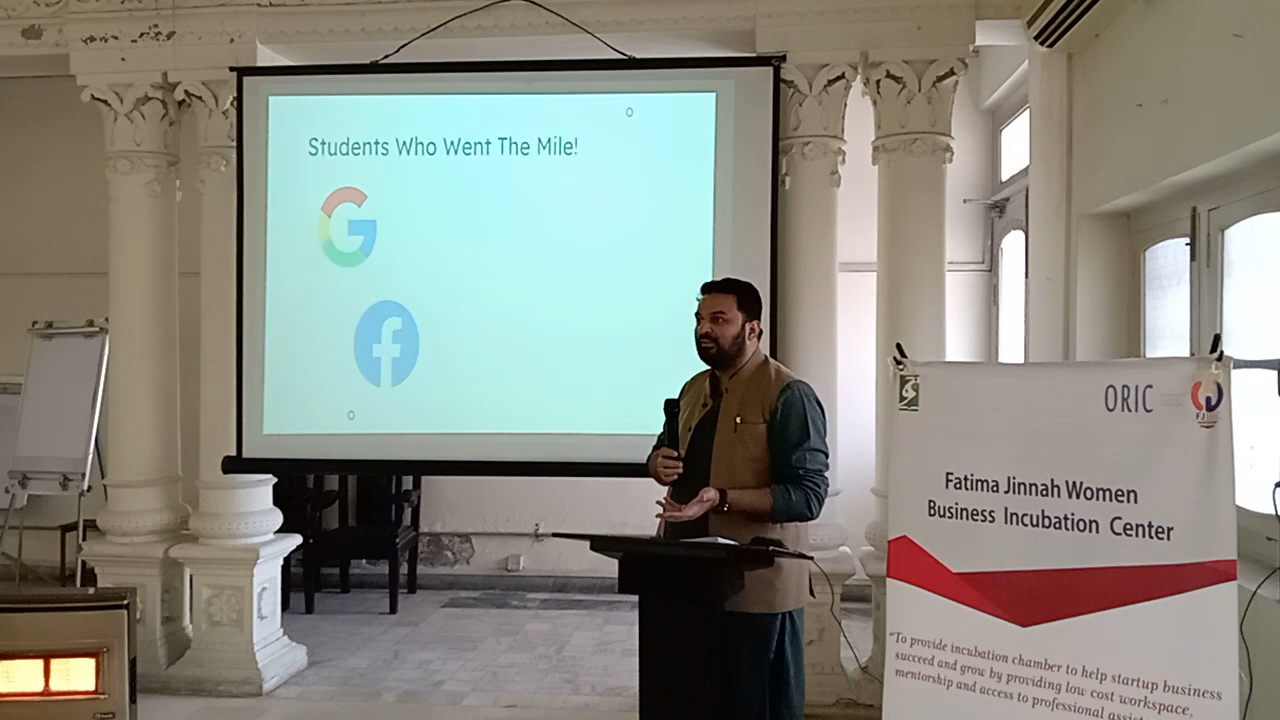 Students Who Went The Mile!
G
f
ORIC
Fatima Jinnah Women
Business Incubation Center
“To provide incubation chamber to help startup business
succeed and grow by providing low cost workspace,
mentorship and access to professional